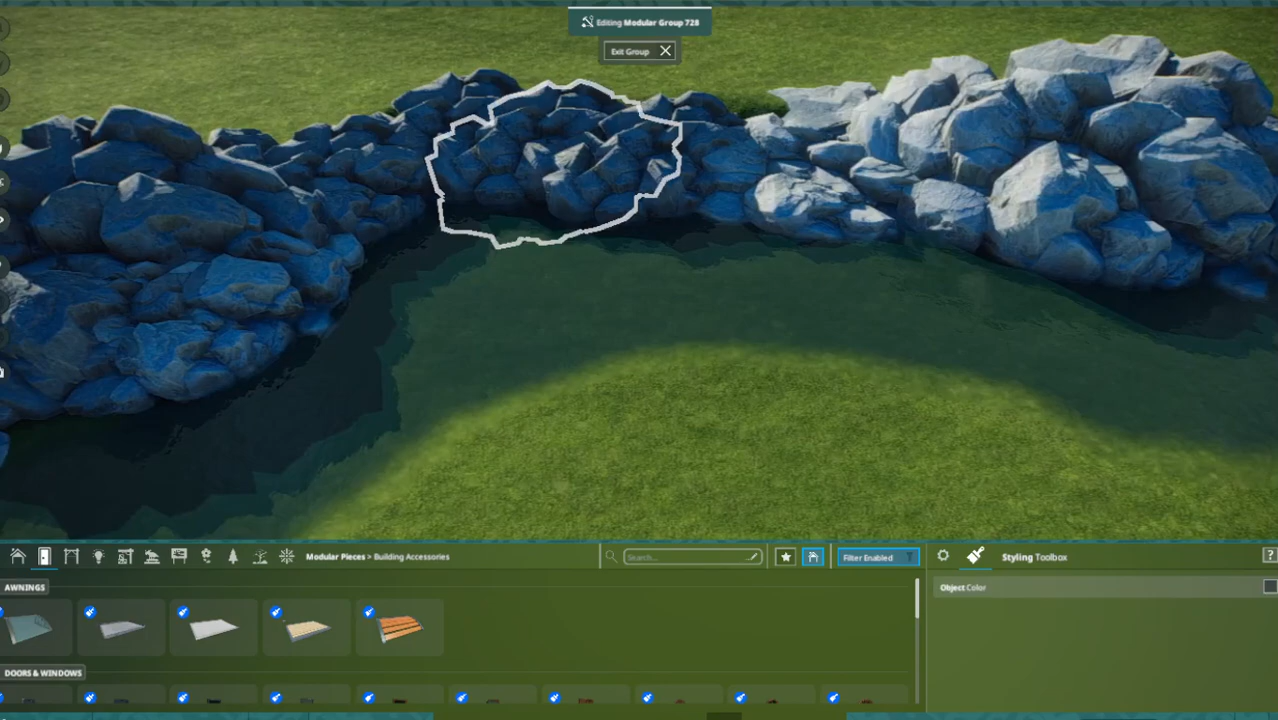 Editing Modular Group 728
Exit Group
Modular Pieces > Building Accessories
Search...
Filter Enabled
Styling Toolbox
?
AWNINGS
Object Color
DOORS & WINDOWS